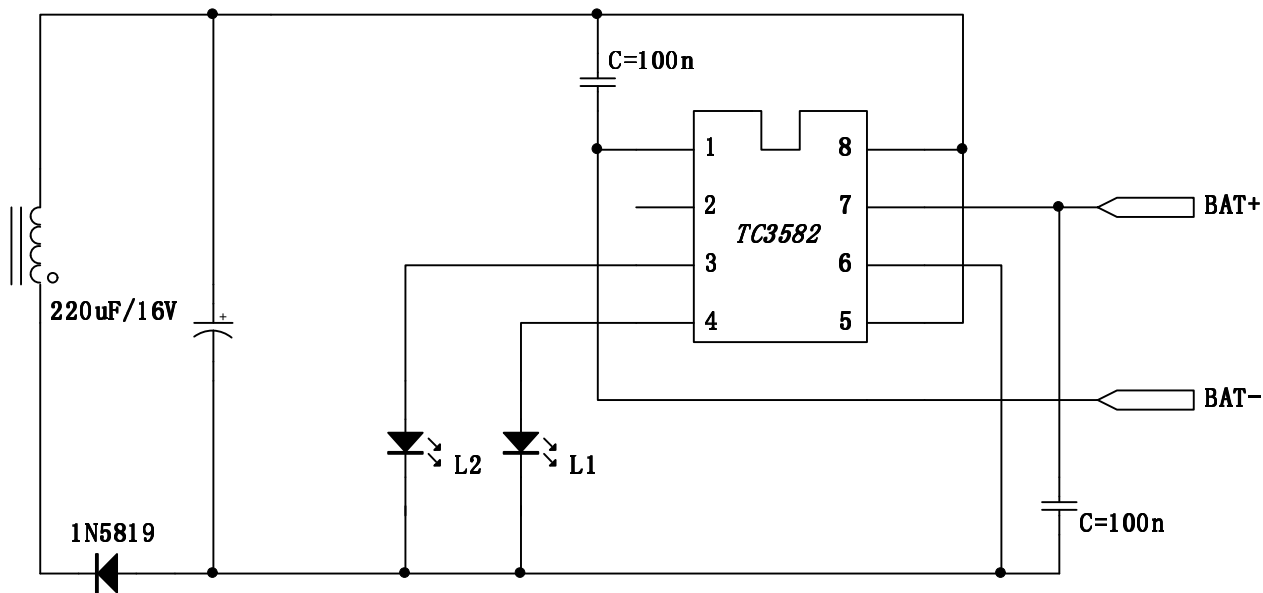 C=100n
1
8
2
7
BAT+
TC3582
3
6
220uF/16V
+
4
5
BAT-
L2
L1
1N5819
C=100n